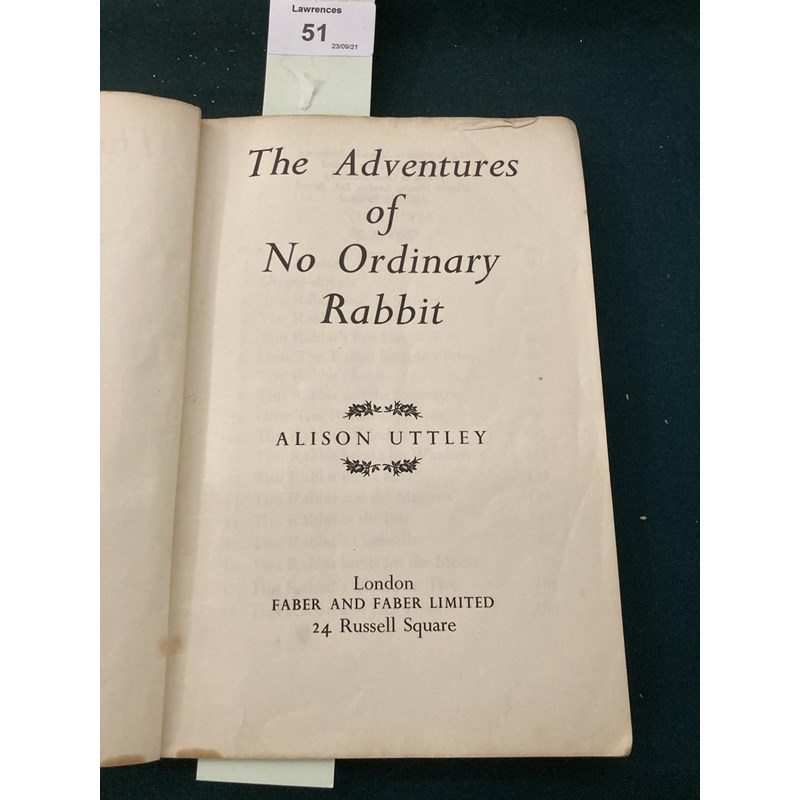 Lawrences
51
23/09/21
The Adventures
of
No Ordinary
Rabbit
ALISON UTTLEY
London
FABER AND FABER LIMITED
24 Russell Square